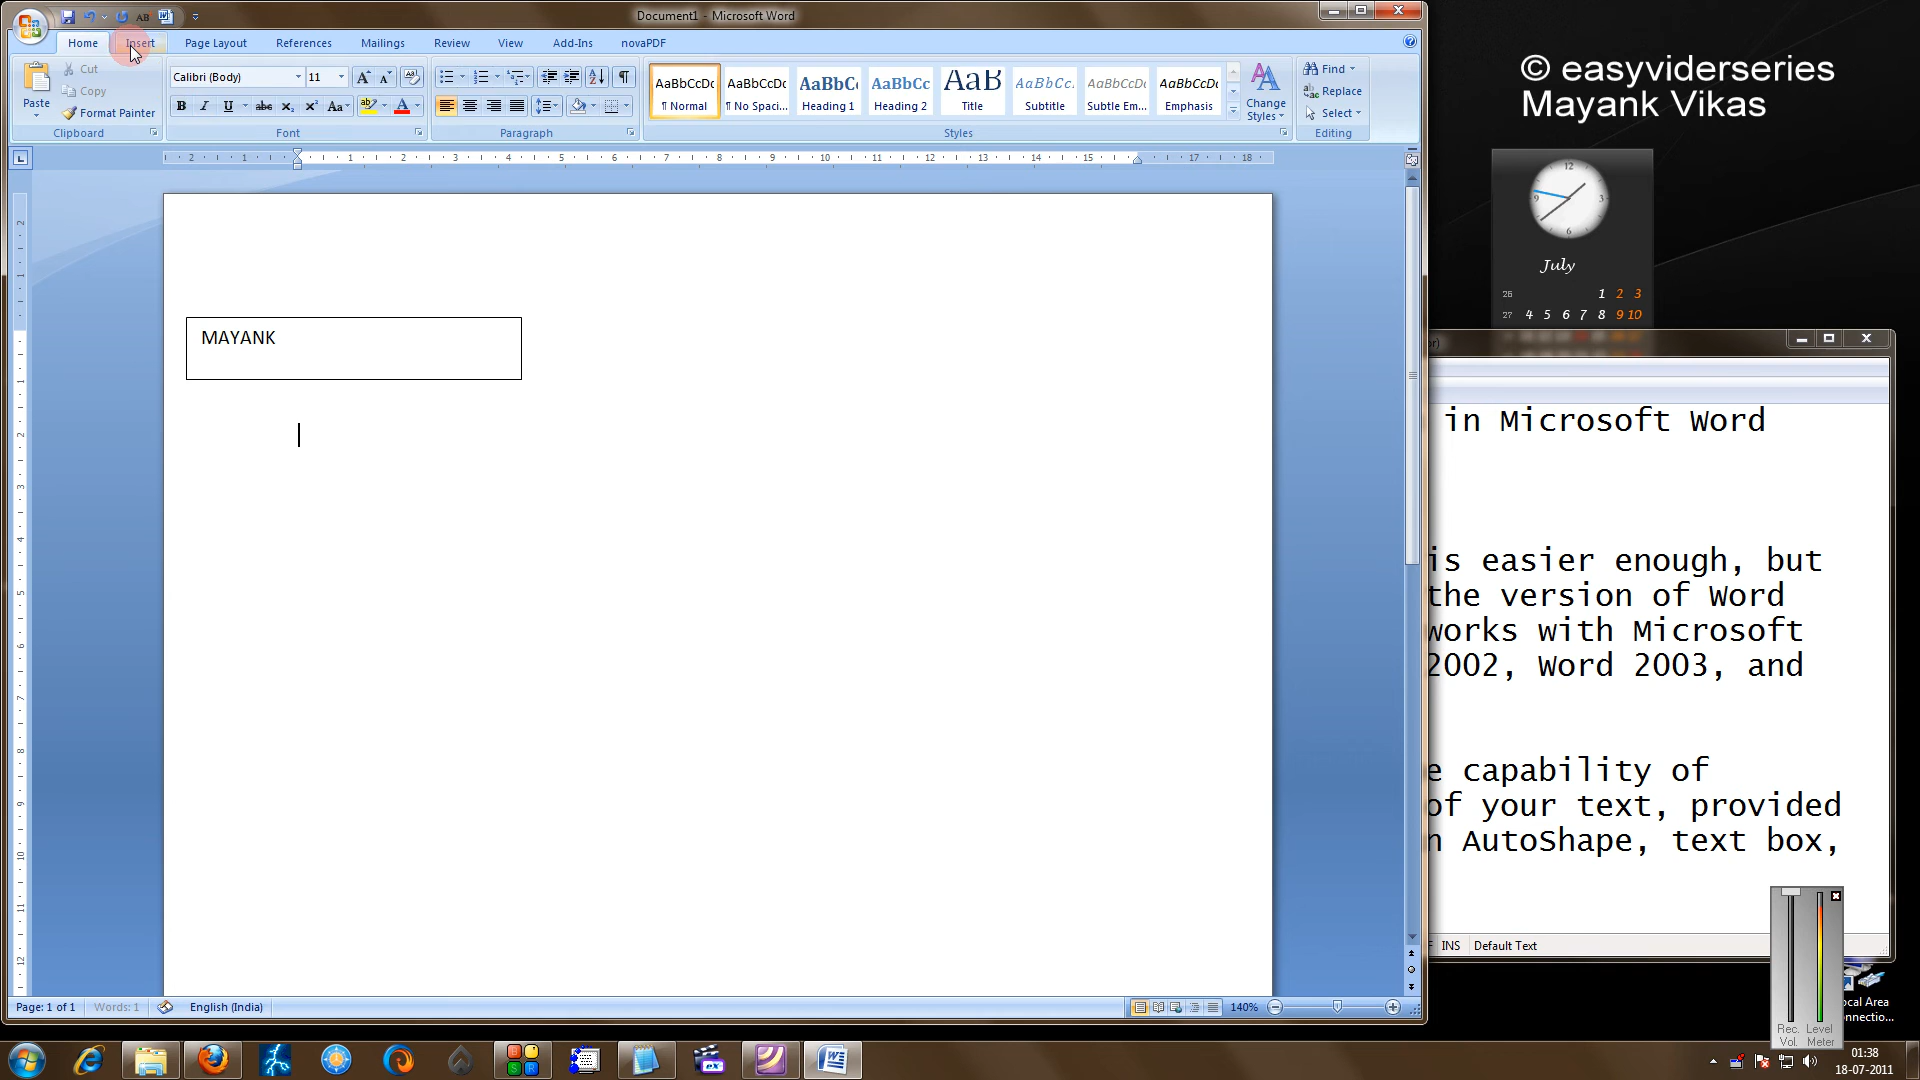 Document1 - Microsoft Word
Home Insert Page Layout References Mailings Review View Add-Ins novaPDF
Paste
Cut
Copy
Format Painter
Clipboard
Calibri (Body) 11
Font
Paragraph
AaBbCcDc AaBbCcDc AaBbC AaBbCc AaB AaBbCc. AaBbCcDc AaBbCcDc
¶ Normal ¶ No Spaci... Heading 1 Heading 2 Title Subtitle Subtle Em... Emphasis
Change Styles
Styles
Find
Replace
Select
Editing
MAYANK
© easyviderseries
Mayank Vikas
July
26 1 2 3
27 4 5 6 7 8 9 10
in Microsoft Word
is easier enough, but
the version of Word
works with Microsoft
2002, Word 2003, and
e capability of
of your text, provided
n AutoShape, text box,
INS Default Text
Rec. Vol. Level Meter
ocal Area
onnectio...
Page: 1 of 1 Words: 1 English (India) 140%
01:38
18-07-2011